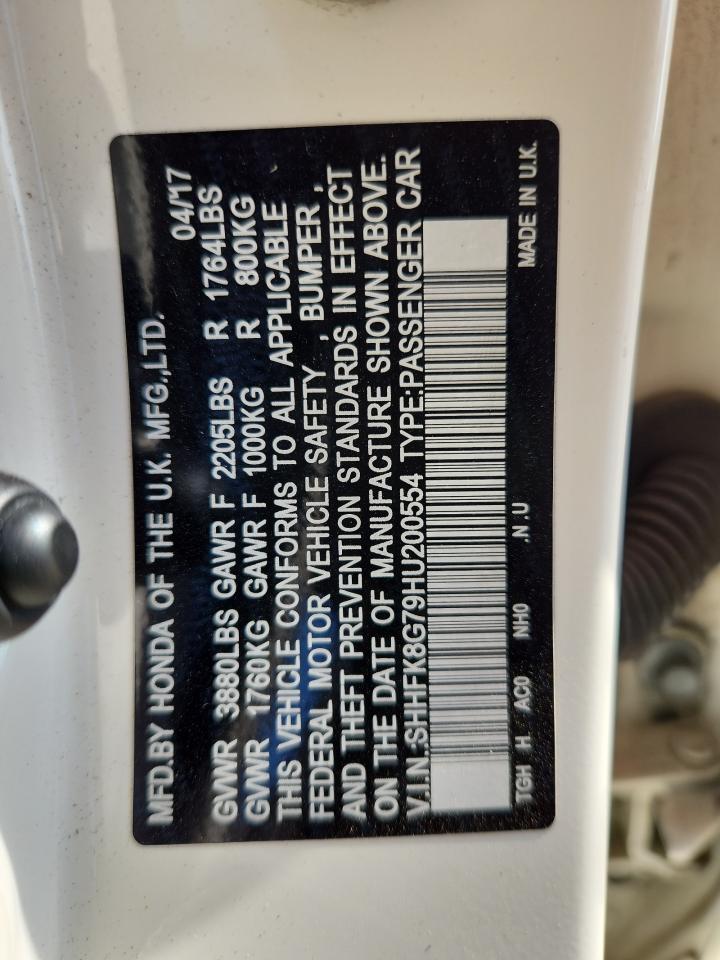 MFD.BY HONDA OF THE U.K. MFG.,LTD. 04/17
GVWR 3880LBS GAWR F 2205LBS R 1764LBS
GVWR 1760KG GAWR F 1000KG R 800KG
THIS VEHICLE CONFORMS TO ALL APPLICABLE
FEDERAL MOTOR VEHICLE SAFETY , BUMPER ,
AND THEFT PREVENTION STANDARDS IN EFFECT
ON THE DATE OF MANUFACTURE SHOWN ABOVE.
V.I.N.:SHHFK8G79HU200554 TYPE:PASSENGER CAR
TGH H. AC0 NH0 .N .U MADE IN U.K.